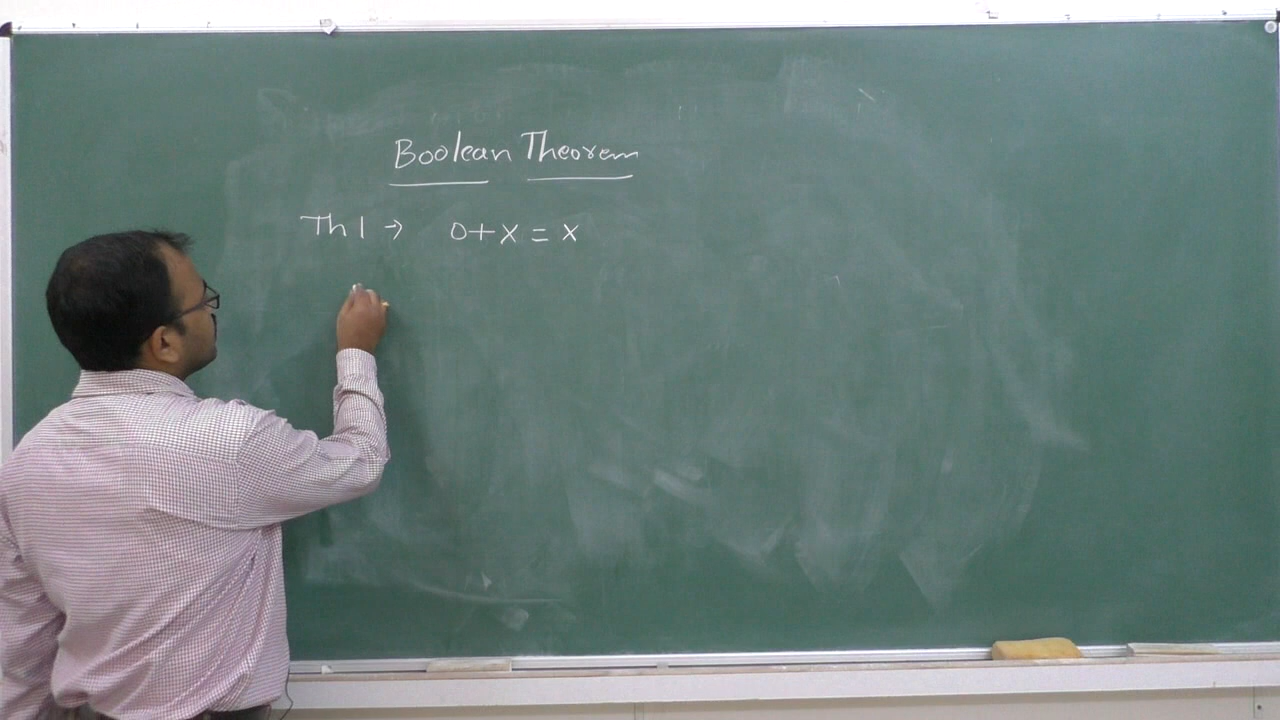 Boolean Theorem
Th 1 → 0+x = x